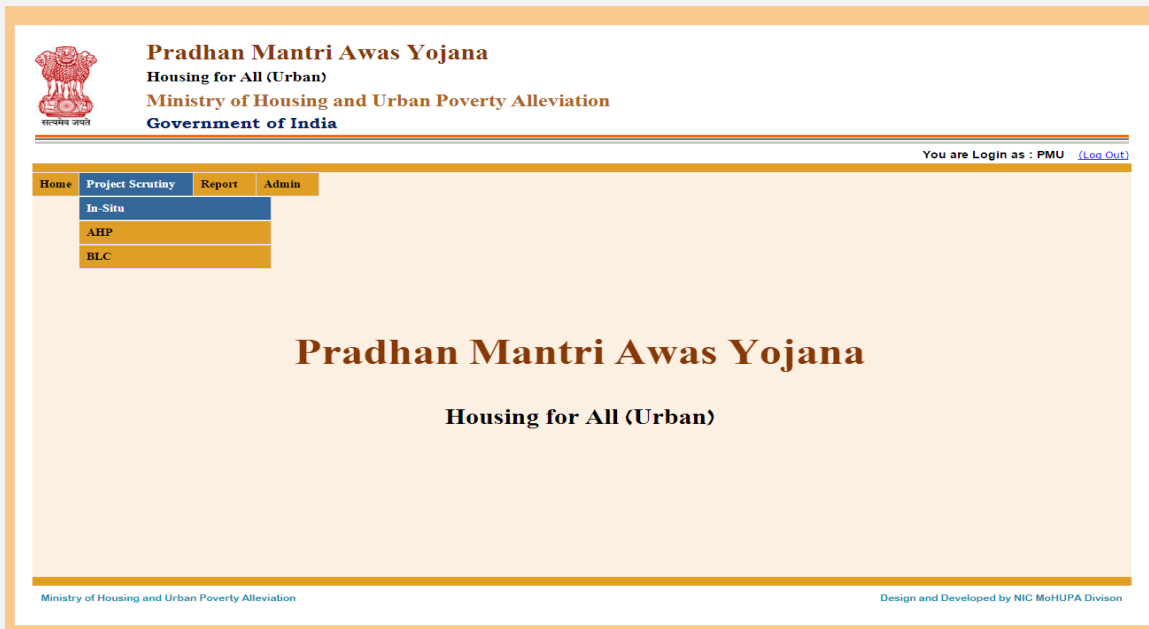 Pradhan Mantri Awas Yojana
Housing for All (Urban)
Ministry of Housing and Urban Poverty Alleviation
Government of India
सत्यमेव जयते
You are Login as : PMU (Log Out)
Home Project Scrutiny Report Admin
In-Situ
AHP
BLC
Pradhan Mantri Awas Yojana
Housing for All (Urban)
Ministry of Housing and Urban Poverty Alleviation Design and Developed by NIC MoHUPA Divison